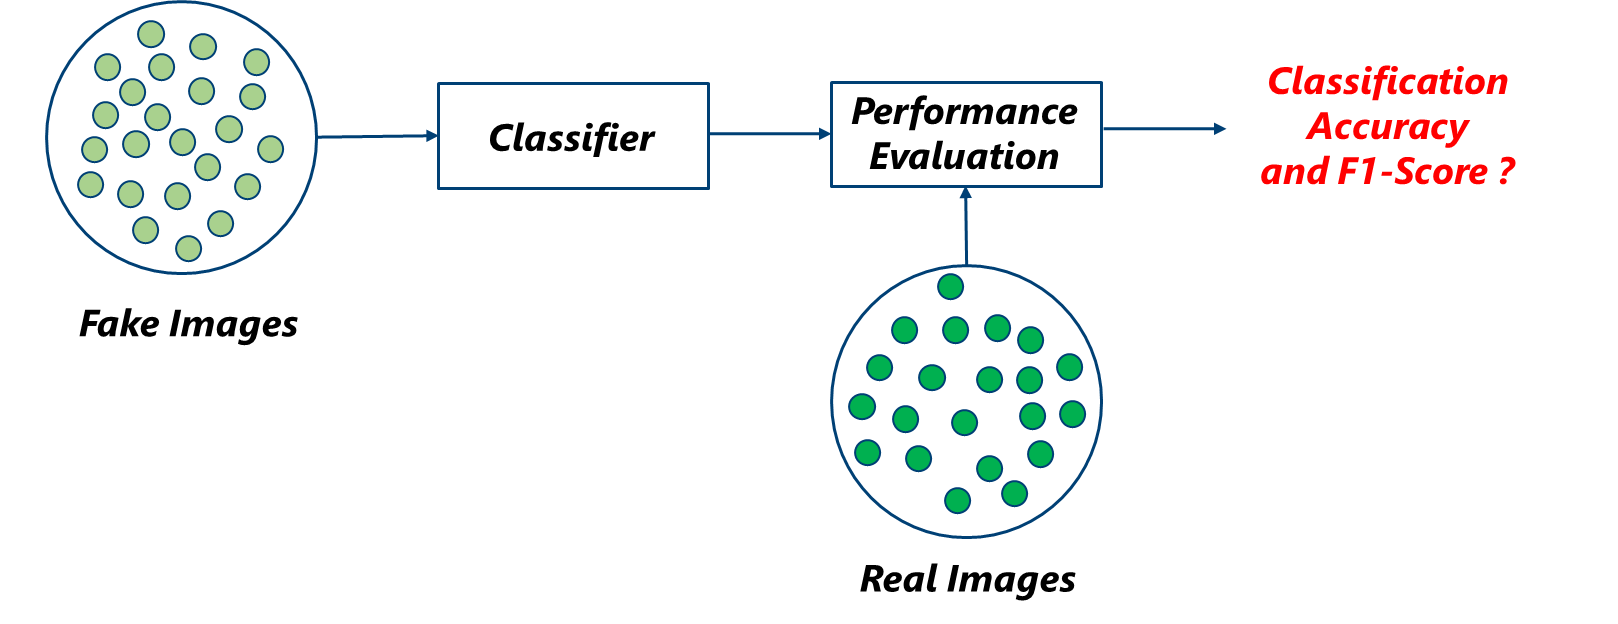 Fake Images
Classifier
Performance
Evaluation
Classification
Accuracy
and F1-Score ?
Real Images